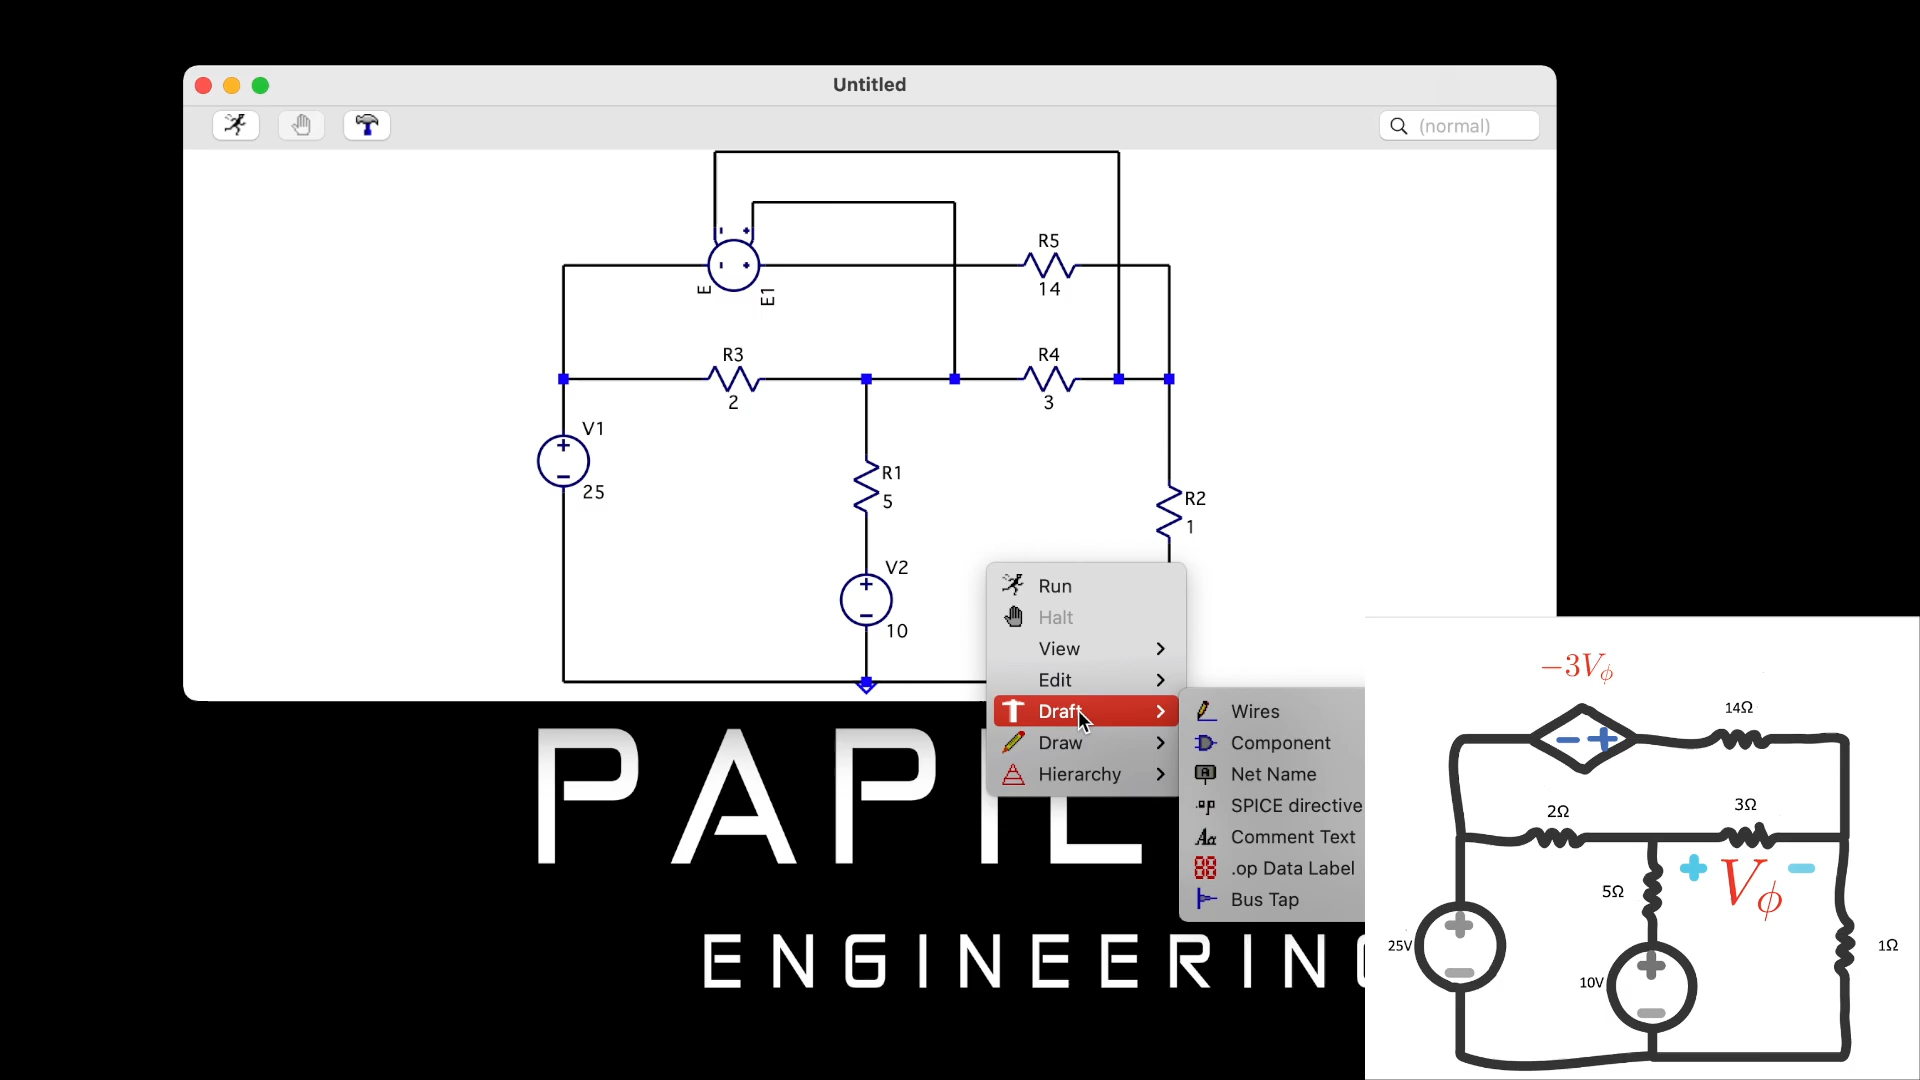 Untitled
(normal)
R5
14
E
E1
R3
2
R4
3
V1
25
R1
5
R2
1
V2
10
Run
Halt
View
Edit
Draft
Draw
Hierarchy
Wires
Component
Net Name
SPICE directive
Comment Text
.op Data Label
Bus Tap
−3Vϕ
14Ω
2Ω
3Ω
+ Vϕ −
5Ω
25V
1Ω
10V
ENGINEERING